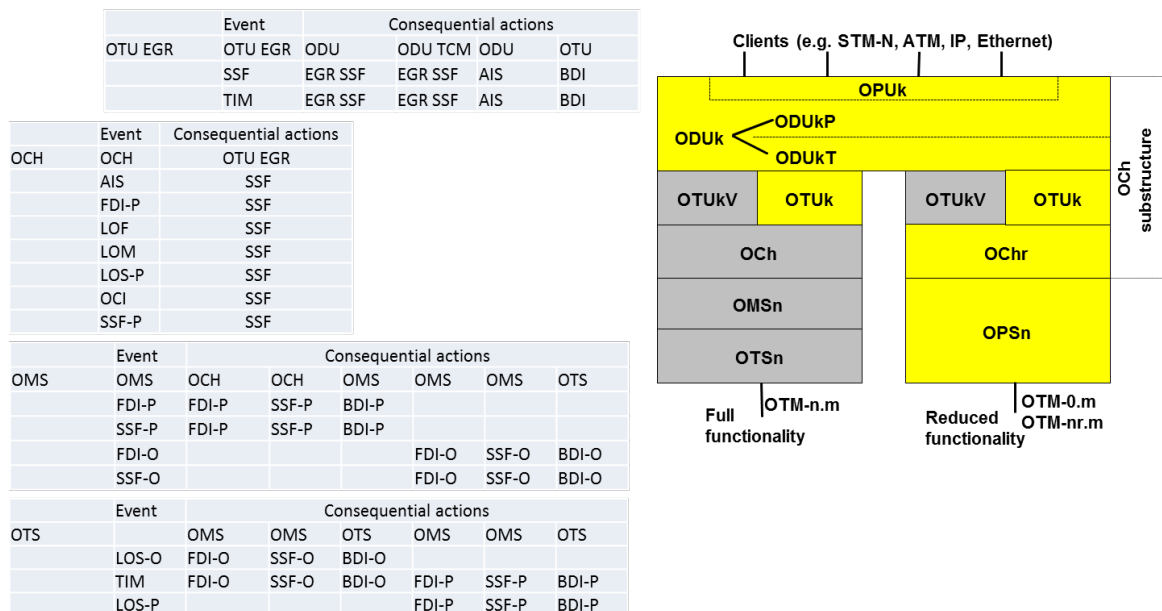 Event Consequential actions
OTU EGR OTU EGR ODU ODU TCM ODU OTU
SSF EGR SSF EGR SSF AIS BDI
TIM EGR SSF EGR SSF AIS BDI
Event Consequential actions
OCH OCH OTU EGR
AIS SSF
FDI-P SSF
LOF SSF
LOM SSF
LOS-P SSF
OCI SSF
SSF-P SSF
Event Consequential actions
OMS OMS OCH OCH OMS OMS OMS OTS
FDI-P FDI-P SSF-P BDI-P
SSF-P FDI-P SSF-P BDI-P
FDI-O FDI-O SSF-O BDI-O
SSF-O FDI-O SSF-O BDI-O
Event Consequential actions
OTS OMS OMS OTS OMS OMS OTS
LOS-O FDI-O SSF-O BDI-O
TIM FDI-O SSF-O BDI-O FDI-P SSF-P BDI-P
LOS-P FDI-P SSF-P BDI-P
Clients (e.g. STM-N, ATM, IP, Ethernet)
OPUk
ODUk
ODUkP
ODUkT
OTUkV OTUk OTUkV OTUk
OCh OChr
OMSn
OPSn
OTSn
OCh
substructure
Full
functionality
OTM-n.m
Reduced
functionality
OTM-0.m
OTM-nr.m